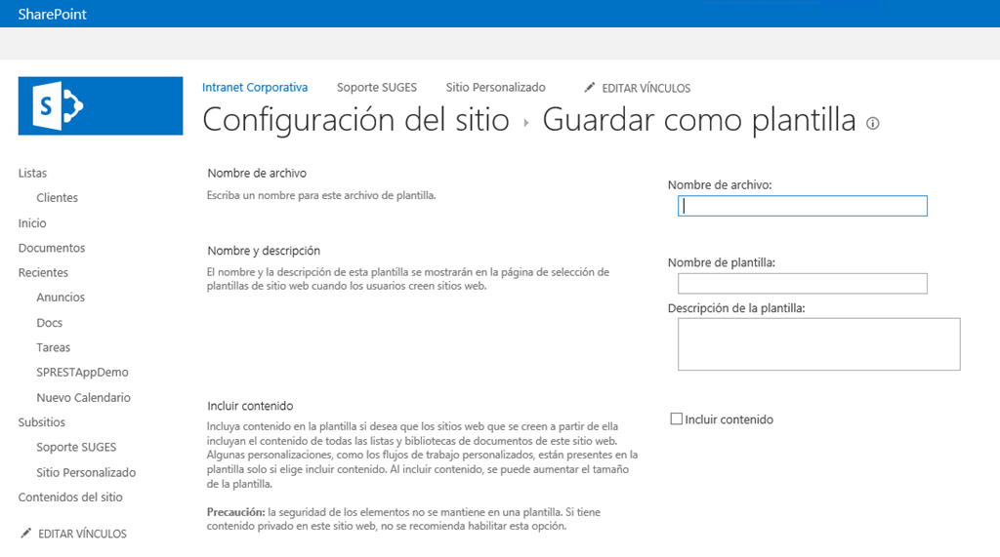 SharePoint
S
Intranet Corporativa Soporte SUGES Sitio Personalizado EDITAR VÍNCULOS
Configuración del sitio Guardar como plantilla
Listas
Clientes
Inicio
Documentos
Recientes
Anuncios
Docs
Tareas
SPRESTAppDemo
Nuevo Calendario
Subsitios
Soporte SUGES
Sitio Personalizado
Contenidos del sitio
EDITAR VÍNCULOS
Nombre de archivo
Escriba un nombre para este archivo de plantilla.
Nombre de archivo:
Nombre y descripción
El nombre y la descripción de esta plantilla se mostrarán en la página de selección de
plantillas de sitio web cuando los usuarios creen sitios web.
Nombre de plantilla:
Descripción de la plantilla:
Incluir contenido
Incluya contenido en la plantilla si desea que los sitios web que se creen a partir de ella
incluyan el contenido de todas las listas y bibliotecas de documentos de este sitio web.
Algunas personalizaciones, como los flujos de trabajo personalizados, están presentes en la
plantilla solo si elige incluir contenido. Al incluir contenido, se puede aumentar el tamaño
de la plantilla.
Precaución: la seguridad de los elementos no se mantiene en una plantilla. Si tiene
contenido privado en este sitio web, no se recomienda habilitar esta opción.
Incluir contenido